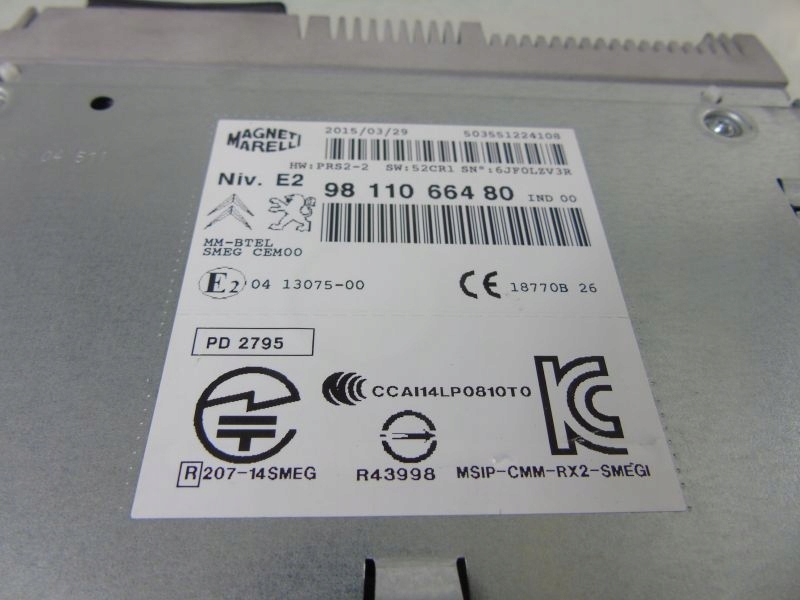 MAGNETI
MARELLI
2015/03/29 503551224108
HW:PRS2-2 SW:52CR1 SN°:6JF0LZV3R
Niv. E2
98 110 664 80 IND 00
MM-BTEL
SMEG CEM00
E2 04 13075-00
CE 18770B 26
PD 2795
CCAI14LP0810T0
KC
R 207-14SMEG
R43998
MSIP-CMM-RX2-SMEGI